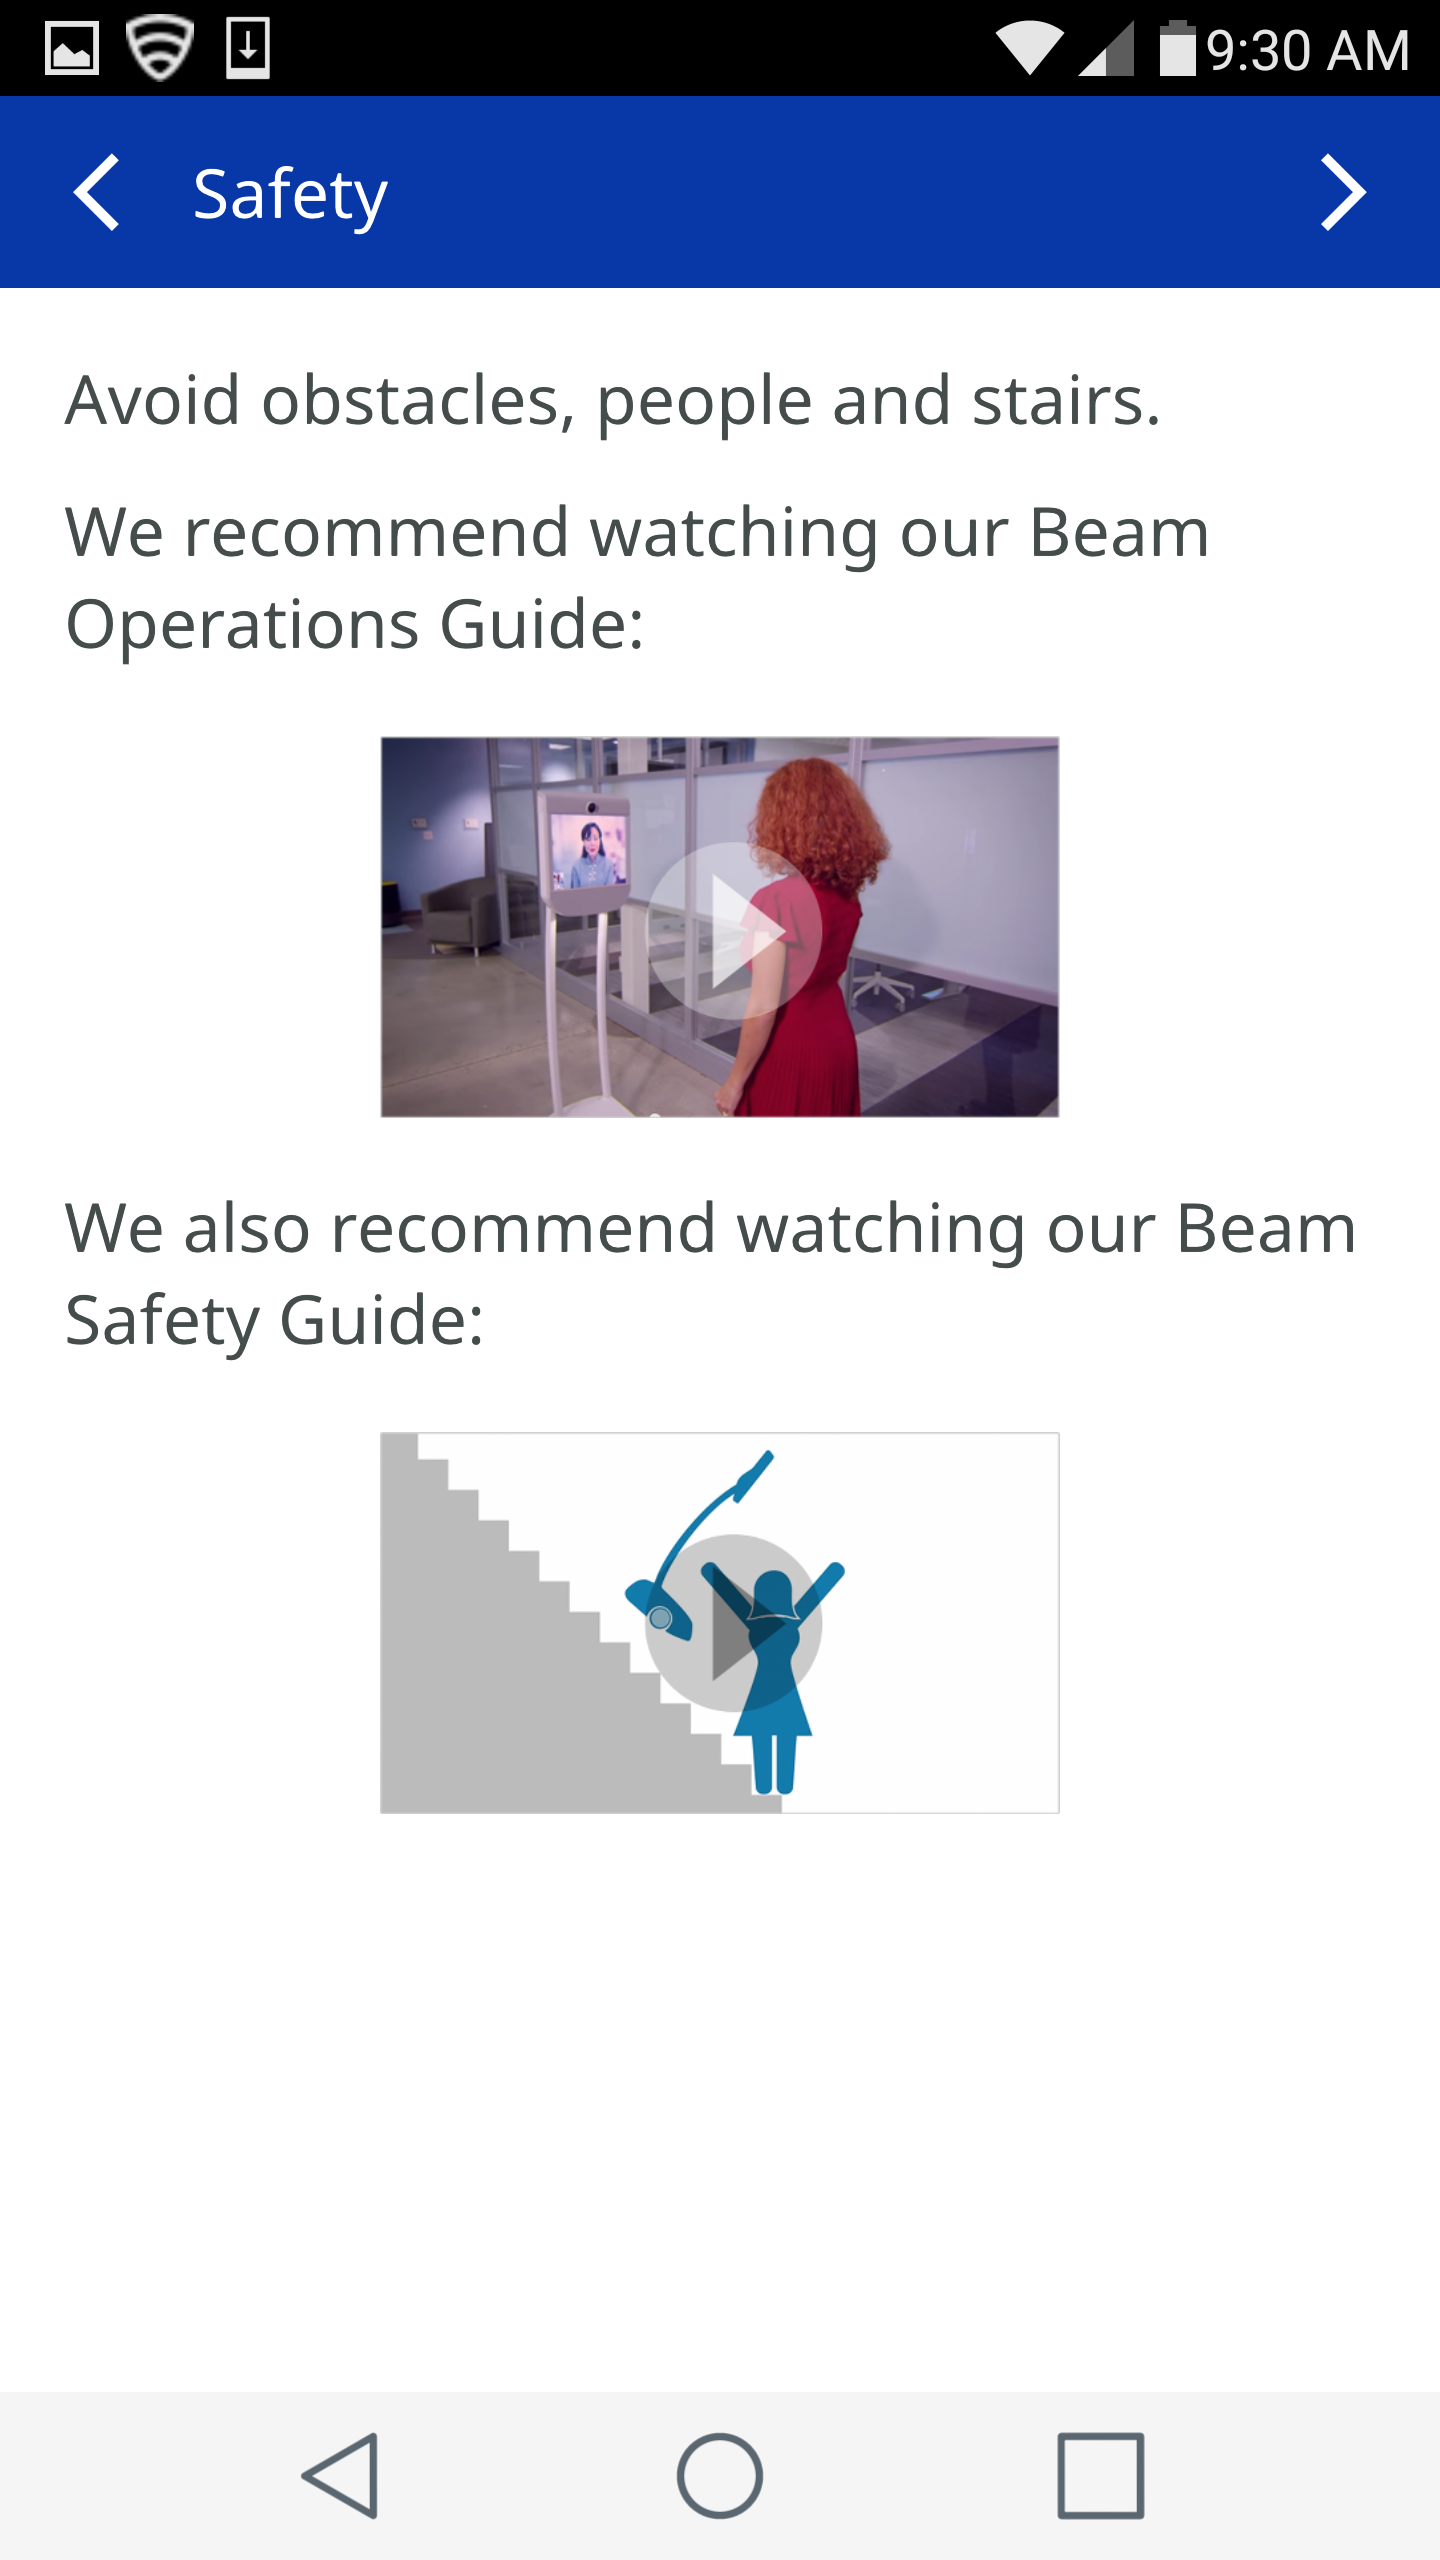 9:30 AM
Safety
Avoid obstacles, people and stairs.
We recommend watching our Beam
Operations Guide:
We also recommend watching our Beam
Safety Guide: